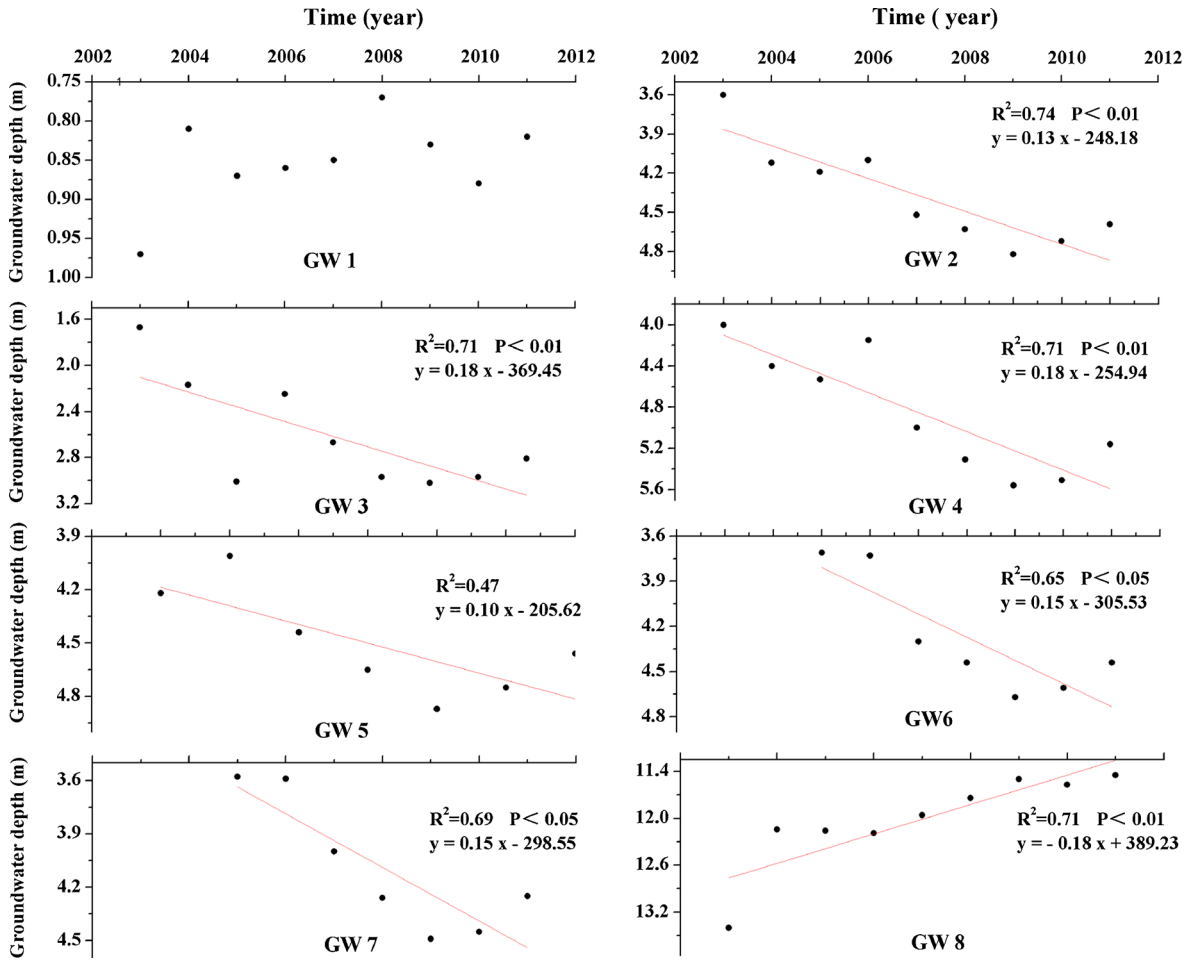 Time (year)
2002 2004 2006 2008 2010 2012
Groundwater depth (m)
0.75
0.80
0.85
0.90
0.95
1.00
GW 1
Time ( year)
2002 2004 2006 2008 2010 2012
3.6
3.9
4.2
4.5
4.8
R²=0.74 P< 0.01
y = 0.13 x - 248.18
GW 2
Groundwater depth (m)
1.6
2.0
2.4
2.8
3.2
R²=0.71 P< 0.01
y = 0.18 x - 369.45
GW 3
4.0
4.4
4.8
5.2
5.6
R²=0.71 P< 0.01
y = 0.18 x - 254.94
GW 4
Groundwater depth (m)
3.9
4.2
4.5
4.8
R²=0.47
y = 0.10 x - 205.62
GW 5
3.6
3.9
4.2
4.5
4.8
R²=0.65 P< 0.05
y = 0.15 x - 305.53
GW6
Groundwater depth (m)
3.6
3.9
4.2
4.5
R²=0.69 P< 0.05
y = 0.15 x - 298.55
GW 7
11.4
12.0
12.6
13.2
R²=0.71 P< 0.01
y = - 0.18 x + 389.23
GW 8